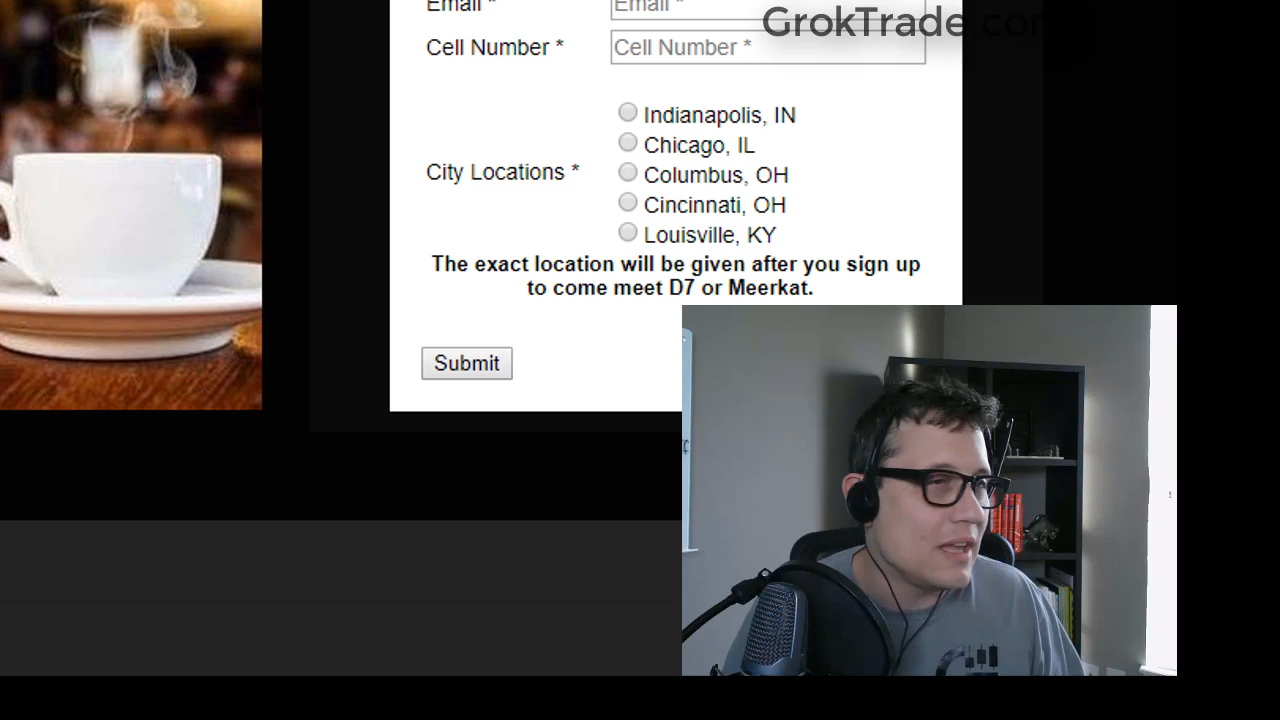 Email *
Email *
GrokTrade.com
Cell Number *
Cell Number *
City Locations *
Indianapolis, IN
Chicago, IL
Columbus, OH
Cincinnati, OH
Louisville, KY
The exact location will be given after you sign up
to come meet D7 or Meerkat.
Submit